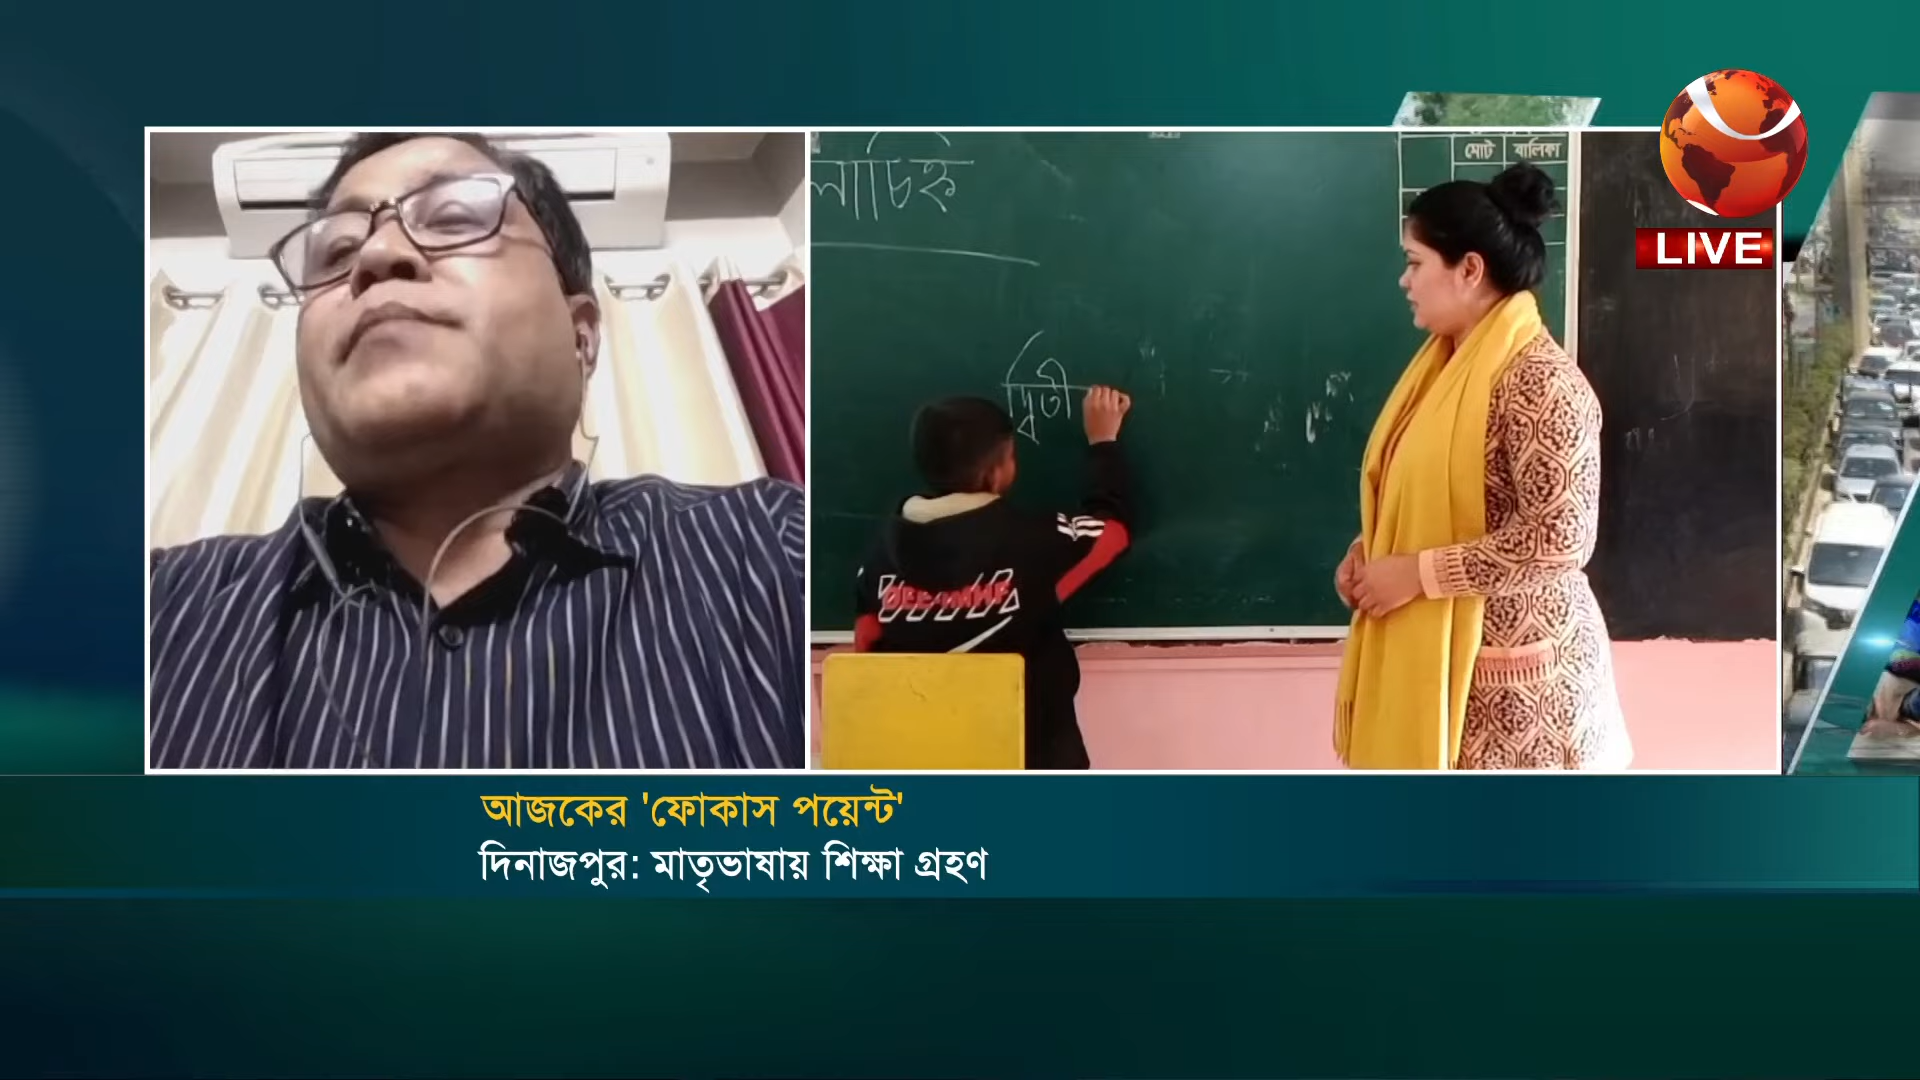 মোট বালিকা
LIVE
দ্বিতী
আজকের 'ফোকাস পয়েন্ট'
দিনাজপুর: মাতৃভাষায় শিক্ষা গ্রহণ